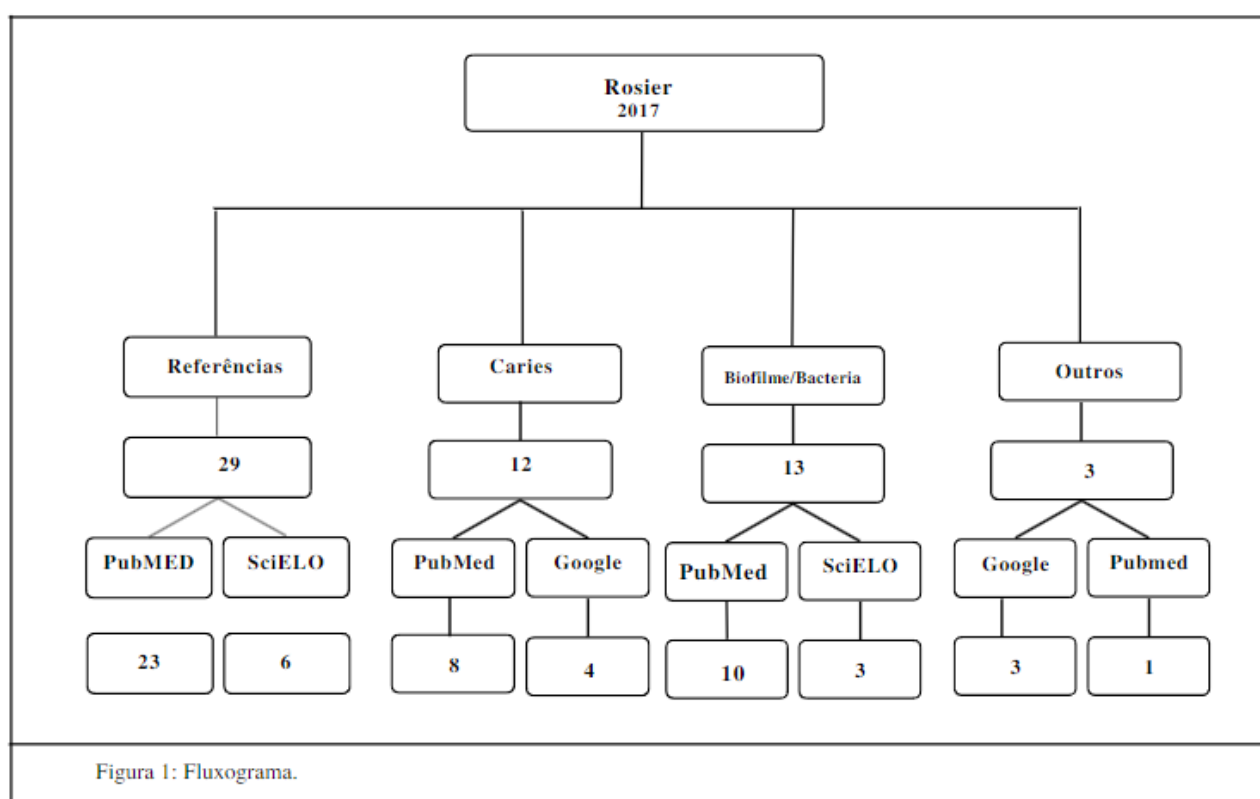 Rosier
2017
Referências
Caries
Biofilme/Bacteria
Outros
29
12
13
3
PubMED
SciELO
PubMed
Google
PubMed
SciELO
Google
Pubmed
23
6
8
4
10
3
3
1
Figura 1: Fluxograma.